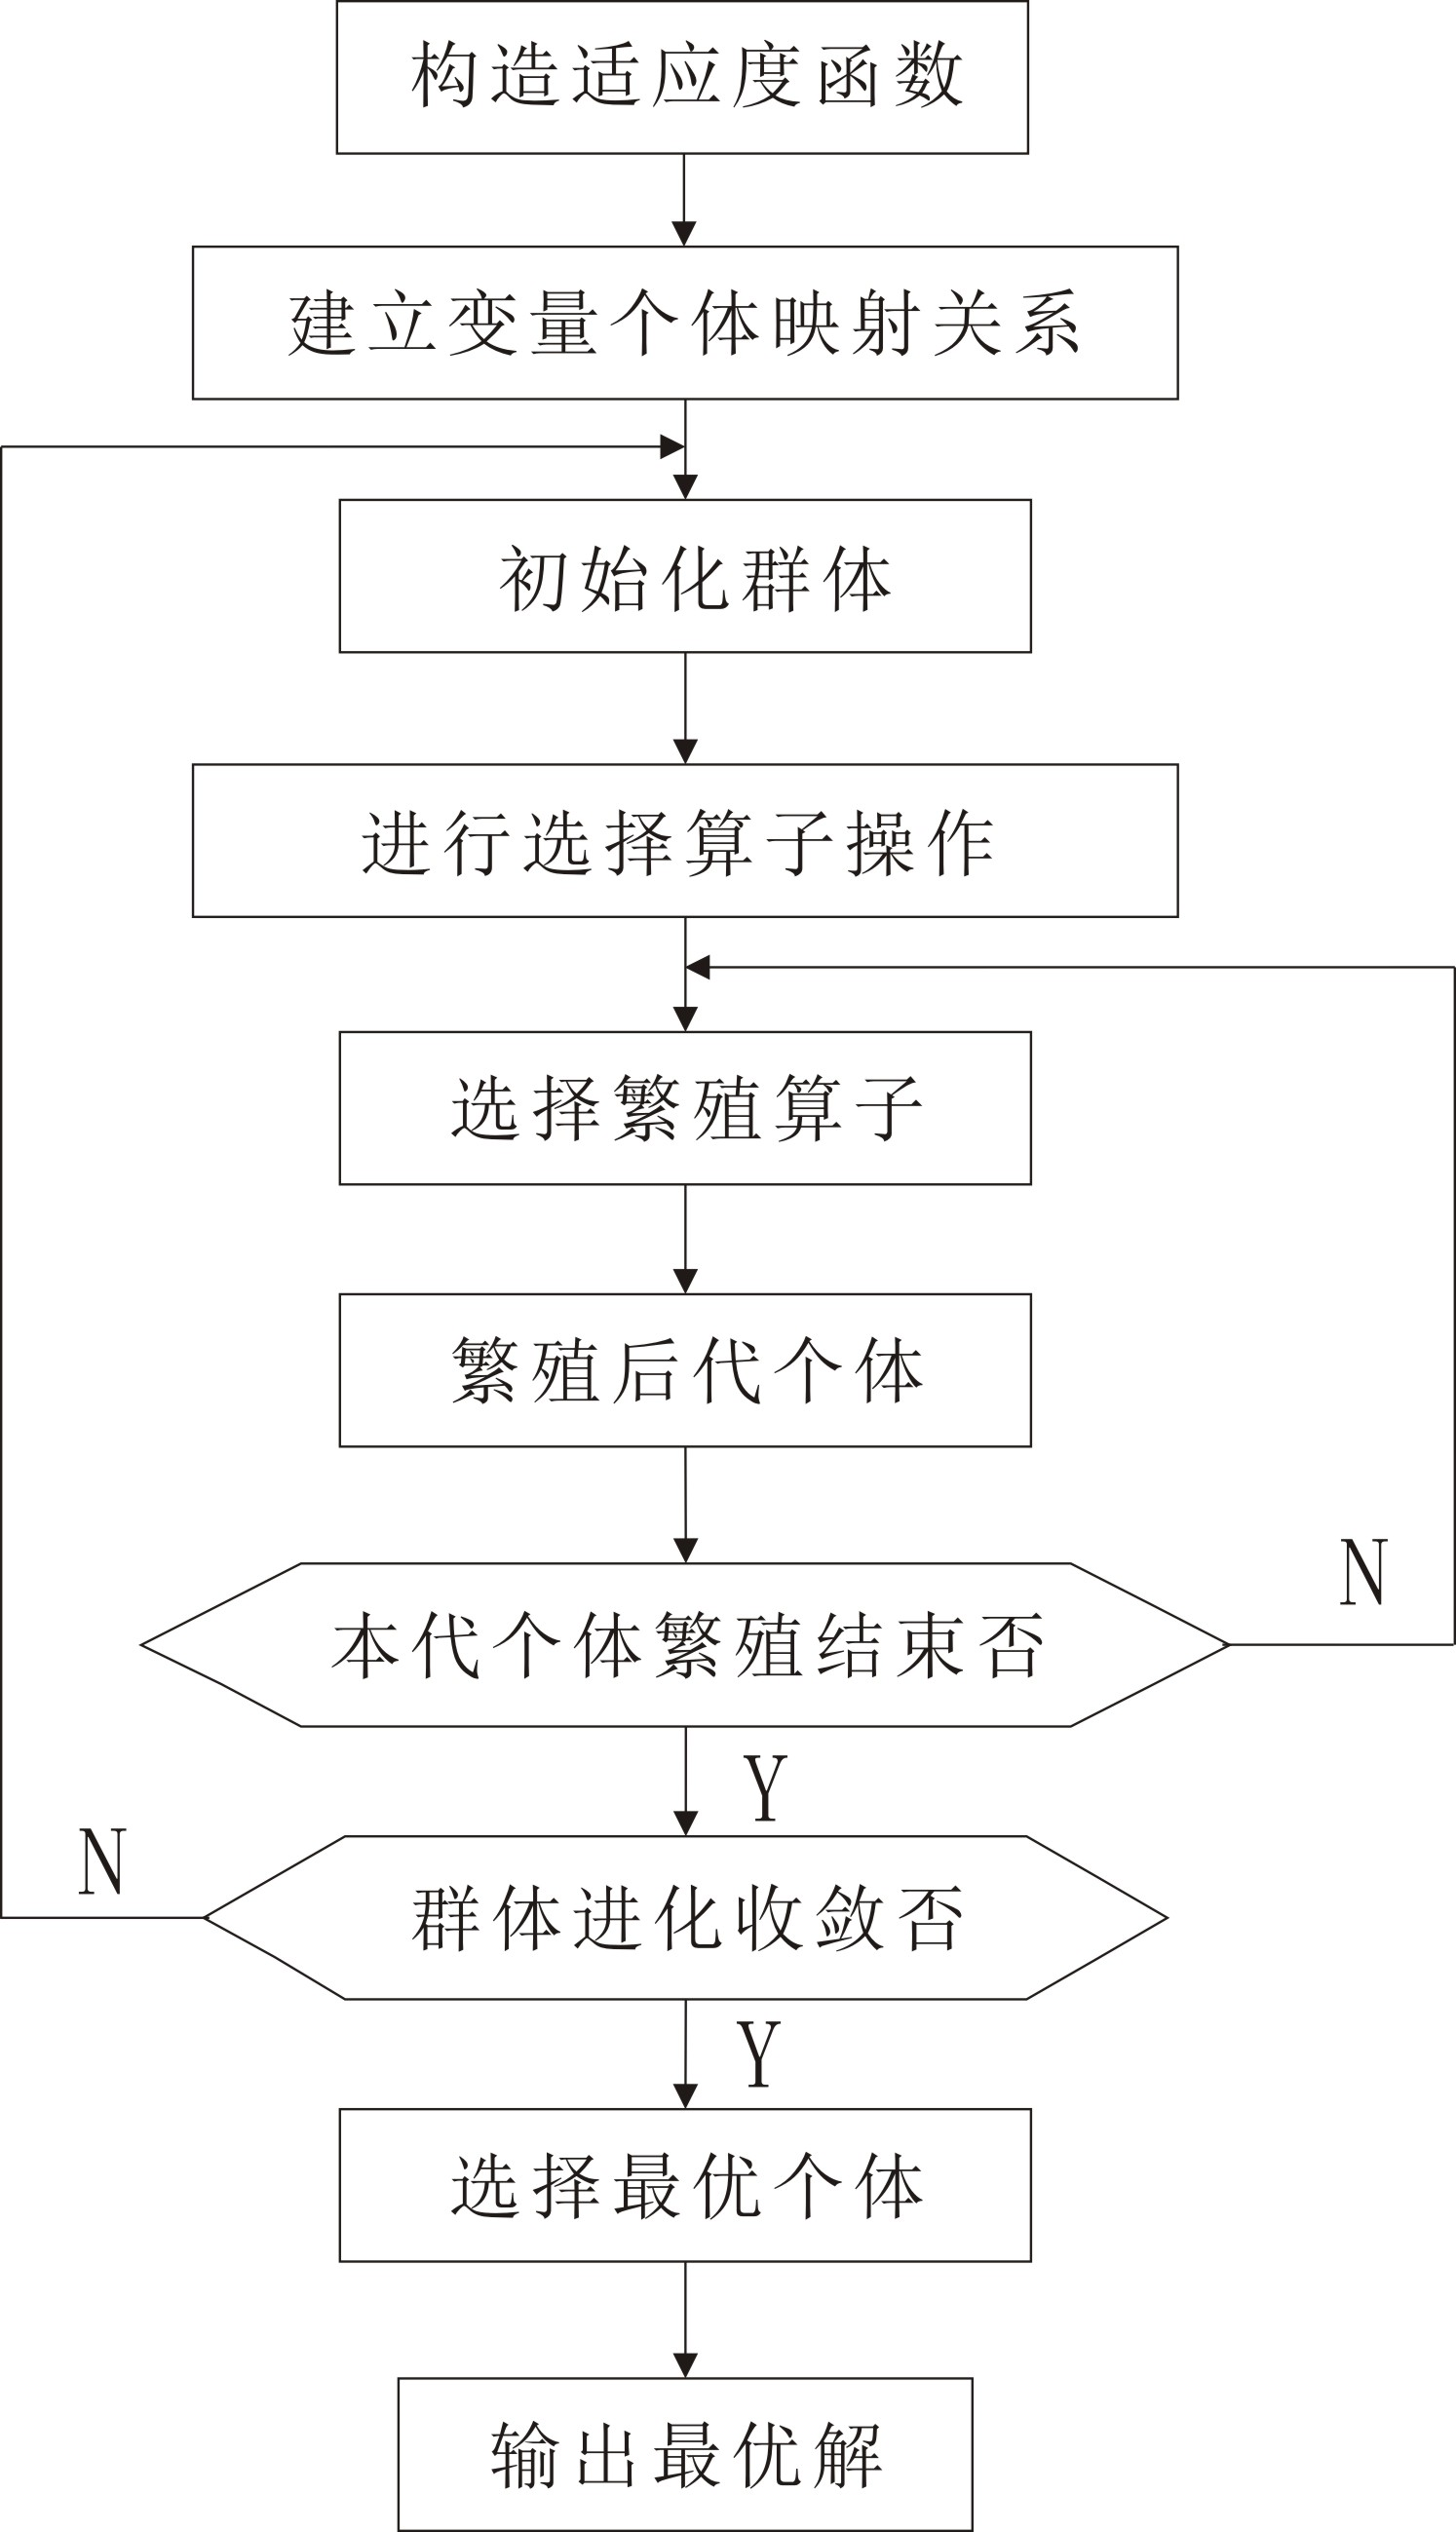 构造适应度函数
建立变量个体映射关系
初始化群体
进行选择算子操作
选择繁殖算子
繁殖后代个体
本代个体繁殖结束否
N
Y
群体进化收敛否
N
Y
选择最优个体
输出最优解